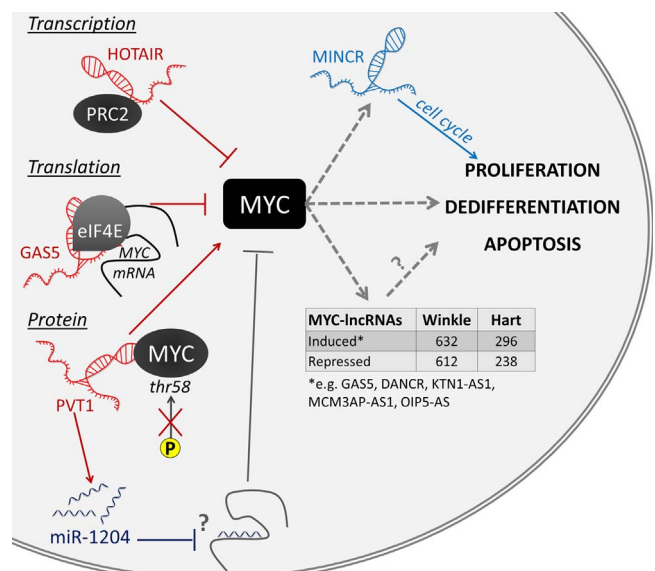 Transcription
HOTAIR
PRC2
MINCR
cell cycle
PROLIFERATION
DEDIFFERENTIATION
APOPTOSIS
Translation
eIF4E
GAS5
MYC
mRNA
MYC
?
Protein
MYC
thr58
PVT1
P
miR-1204
?
MYC-lncRNAs Winkle Hart
Induced* 632 296
Repressed 612 238
*e.g. GAS5, DANCR, KTN1-AS1,
MCM3AP-AS1, OIP5-AS